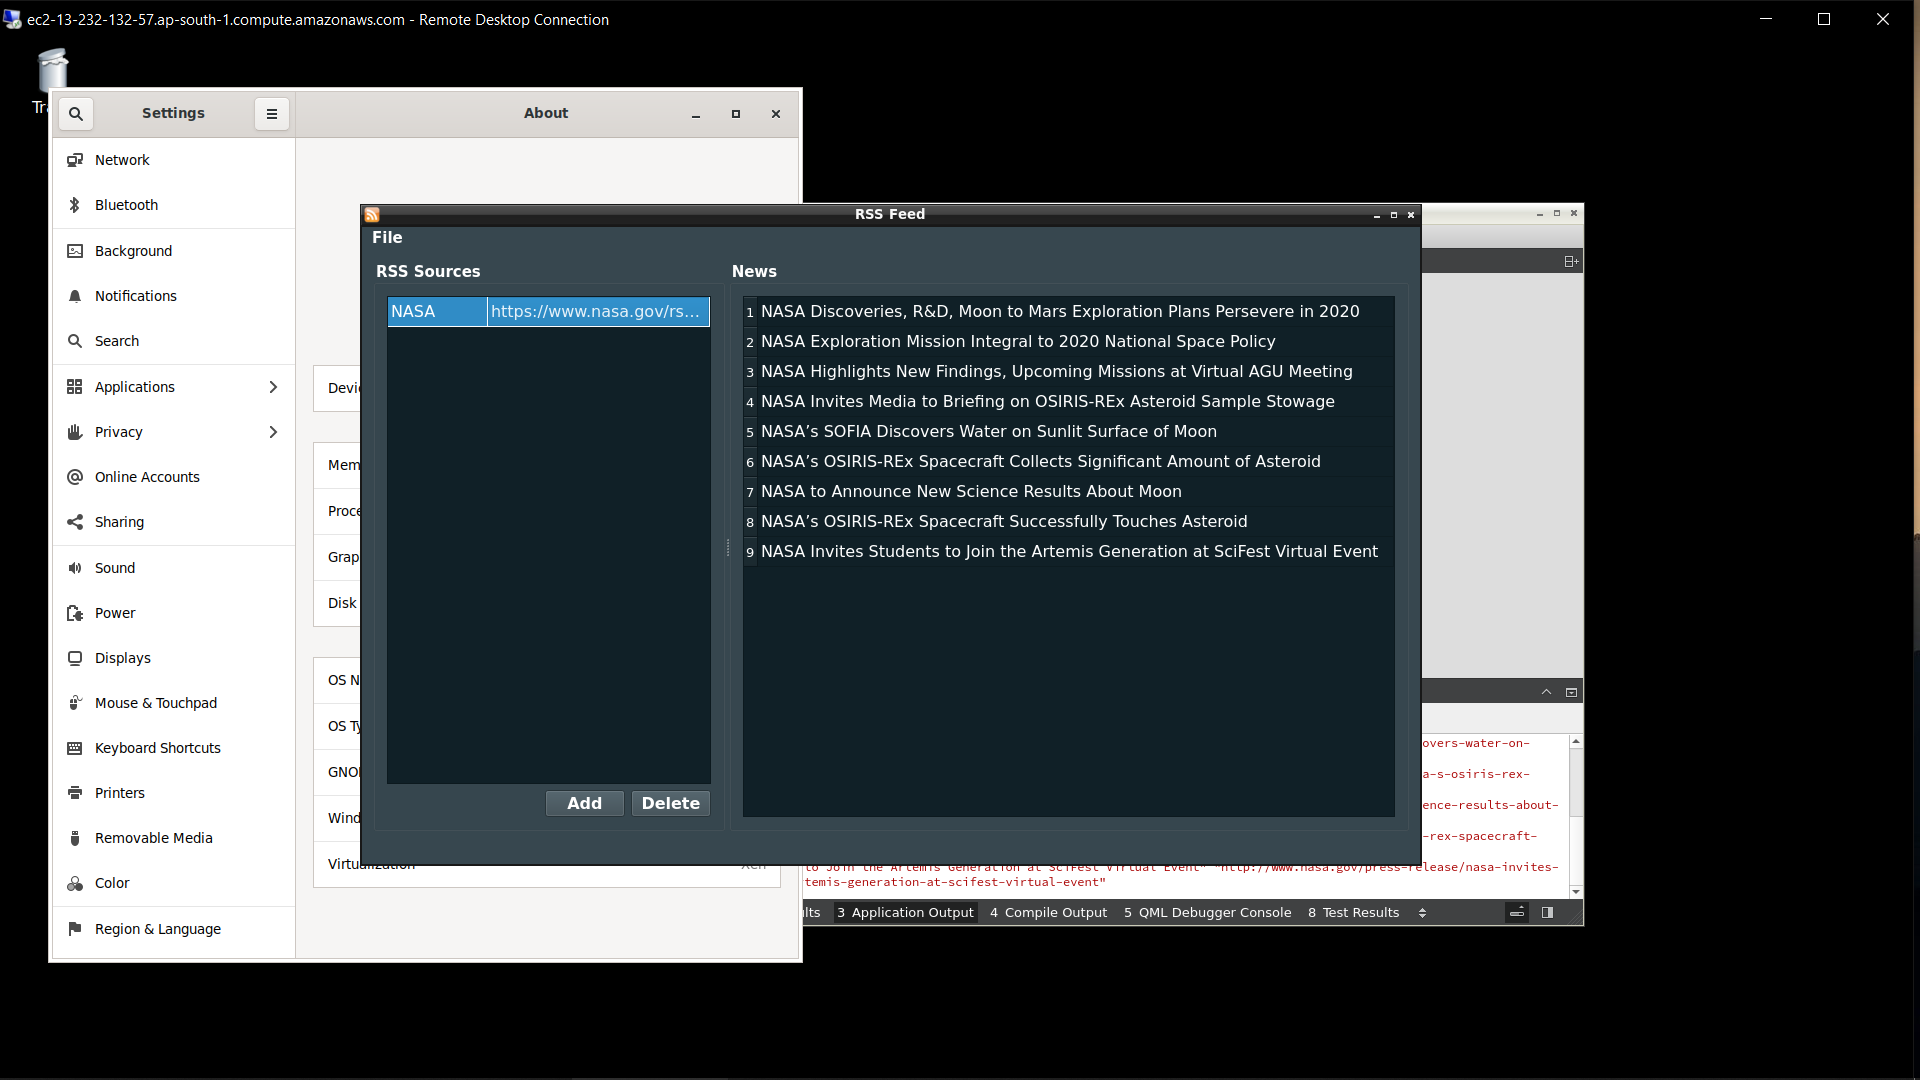 ec2-13-232-132-57.ap-south-1.compute.amazonaws.com - Remote Desktop Connection
Settings
About
Network
Bluetooth
Background
Notifications
Search
Applications
Privacy
Online Accounts
Sharing
Sound
Power
Displays
Mouse & Touchpad
Keyboard Shortcuts
Printers
Removable Media
Color
Region & Language
Disk
OS N
RSS Feed
File
RSS Sources
NASA https://www.nasa.gov/rs...
Add Delete
News
1 NASA Discoveries, R&D, Moon to Mars Exploration Plans Persevere in 2020
2 NASA Exploration Mission Integral to 2020 National Space Policy
3 NASA Highlights New Findings, Upcoming Missions at Virtual AGU Meeting
4 NASA Invites Media to Briefing on OSIRIS-REx Asteroid Sample Stowage
5 NASA’s SOFIA Discovers Water on Sunlit Surface of Moon
6 NASA’s OSIRIS-REx Spacecraft Collects Significant Amount of Asteroid
7 NASA to Announce New Science Results About Moon
8 NASA’s OSIRIS-REx Spacecraft Successfully Touches Asteroid
9 NASA Invites Students to Join the Artemis Generation at SciFest Virtual Event
Virtualization
overs-water-on-
a-s-osiris-rex-
ence-results-about-
-rex-spacecraft-
to Join the Artemis Generation at SciFest Virtual Event" "http://www.nasa.gov/press-release/nasa-invites-
temis-generation-at-scifest-virtual-event"
lts 3 Application Output 4 Compile Output 5 QML Debugger Console 8 Test Results